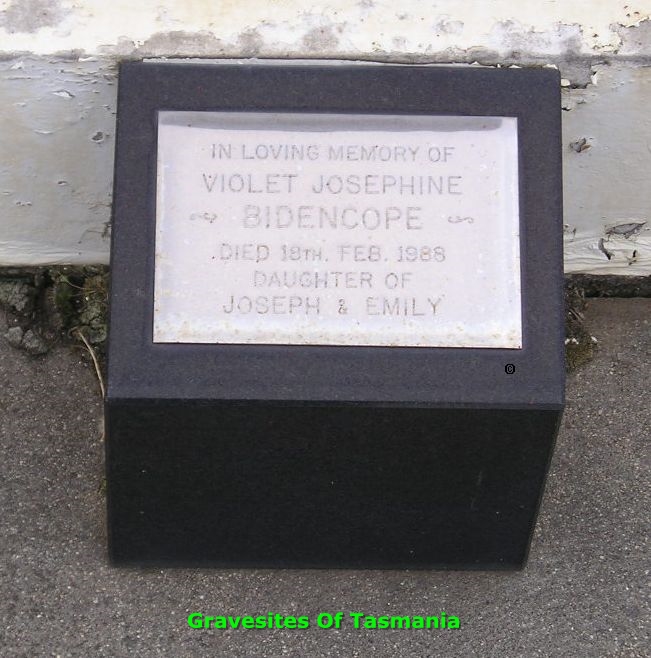 IN LOVING MEMORY OF
VIOLET JOSEPHINE
BIDENCOPE
DIED 18TH. FEB. 1988
DAUGHTER OF
JOSEPH & EMILY
Gravesites Of Tasmania